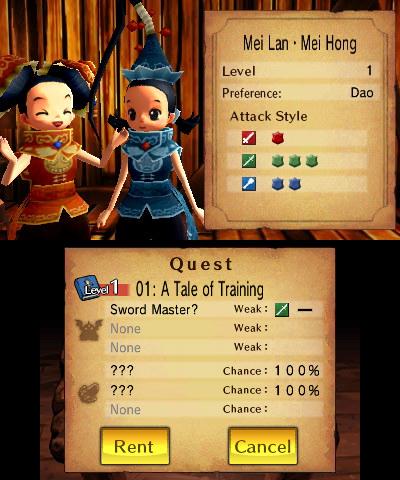 Mei Lan · Mei Hong
Level 1
Preference: Dao
Attack Style
Quest
Level 1 01: A Tale of Training
Sword Master? Weak: —
None Weak:
None Weak:
??? Chance: 100%
??? Chance: 100%
None Chance:
Rent Cancel